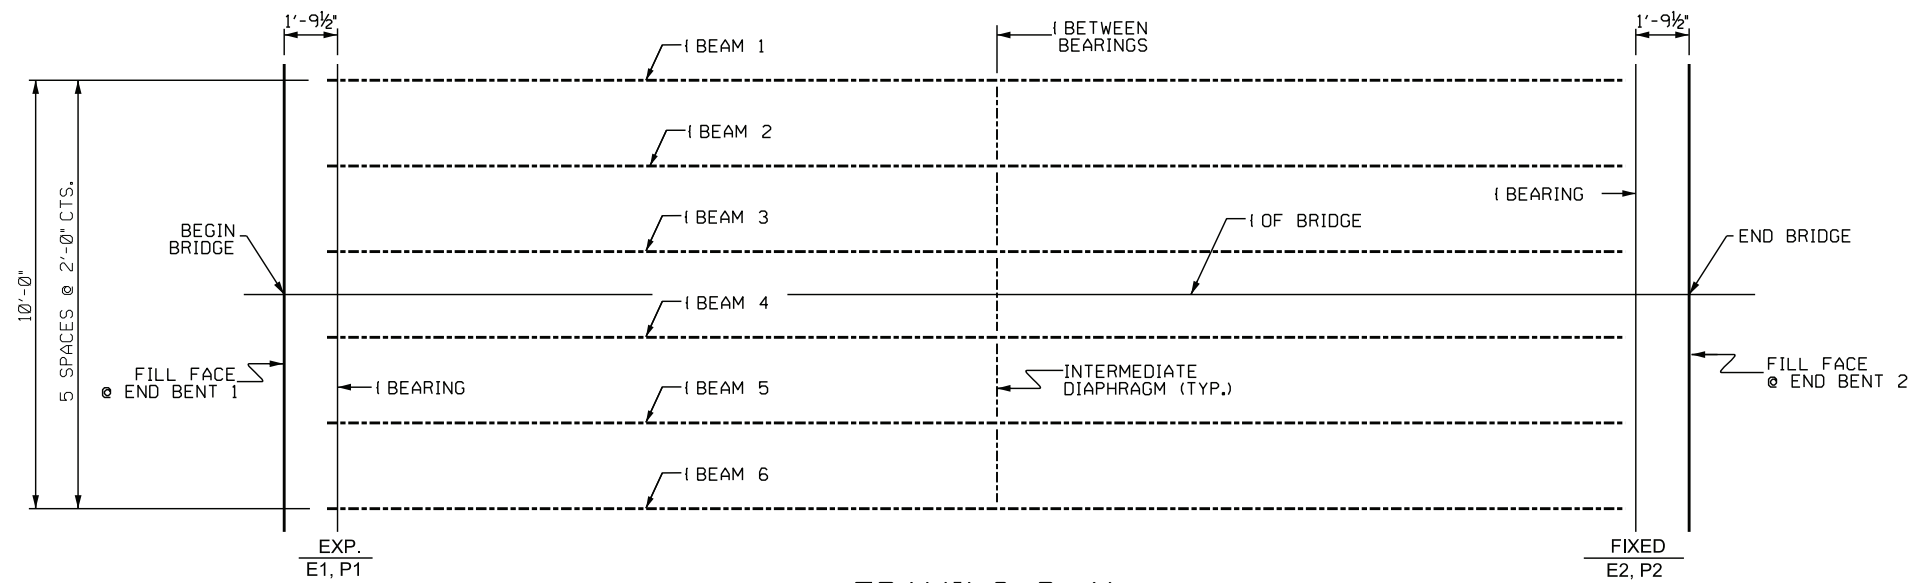 1'-9½"
1'-9½"
BETWEEN
BEARINGS
BEAM 1
BEAM 2
BEARING
BEAM 3
OF BRIDGE
BEGIN
BRIDGE
END BRIDGE
10'-0"
5 SPACES @ 2'-0" CTS.
BEAM 4
FILL FACE
@ END BENT 1
BEARING
BEAM 5
INTERMEDIATE
DIAPHRAGM (TYP.)
FILL FACE
@ END BENT 2
BEAM 6
EXP.
E1, P1
FIXED
E2, P2